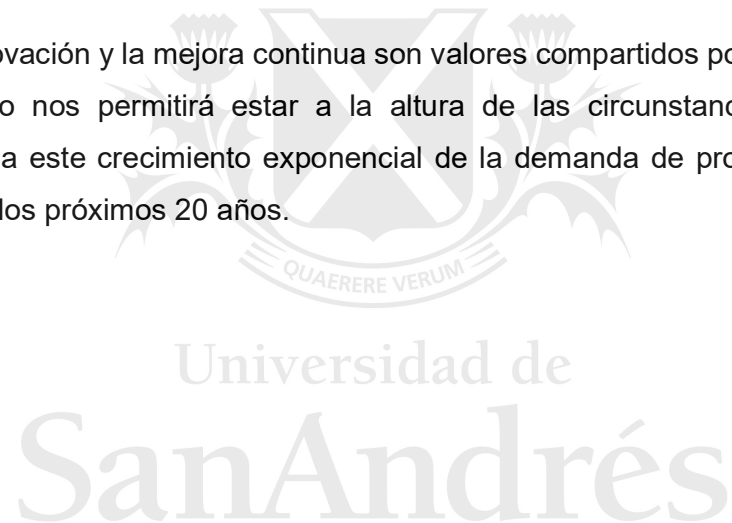 ovación y la mejora continua son valores compartidos po
o nos permitirá estar a la altura de las circunstanc
a este crecimiento exponencial de la demanda de pro
los próximos 20 años.
QUAERERE VERUM
Universidad de
SanAndrés